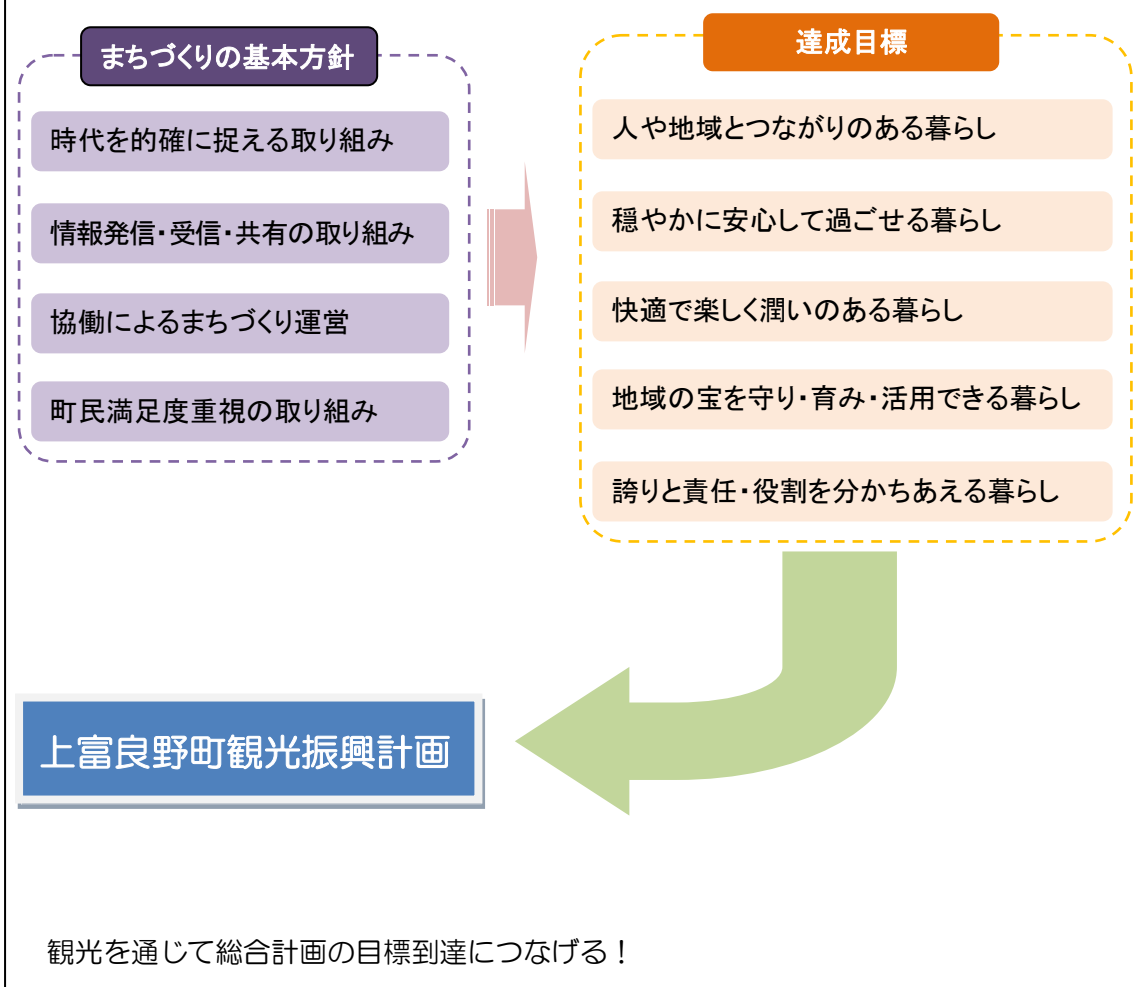 まちづくりの基本方針
時代を的確に捉える取り組み
情報発信・受信・共有の取り組み
協働によるまちづくり運営
町民満足度重視の取り組み
達成目標
人や地域とつながりのある暮らし
穏やかに安心して過ごせる暮らし
快適で楽しく潤いのある暮らし
地域の宝を守り・育み・活用できる暮らし
誇りと責任・役割を分かちあえる暮らし
上富良野町観光振興計画
観光を通じて総合計画の目標到達につなげる！